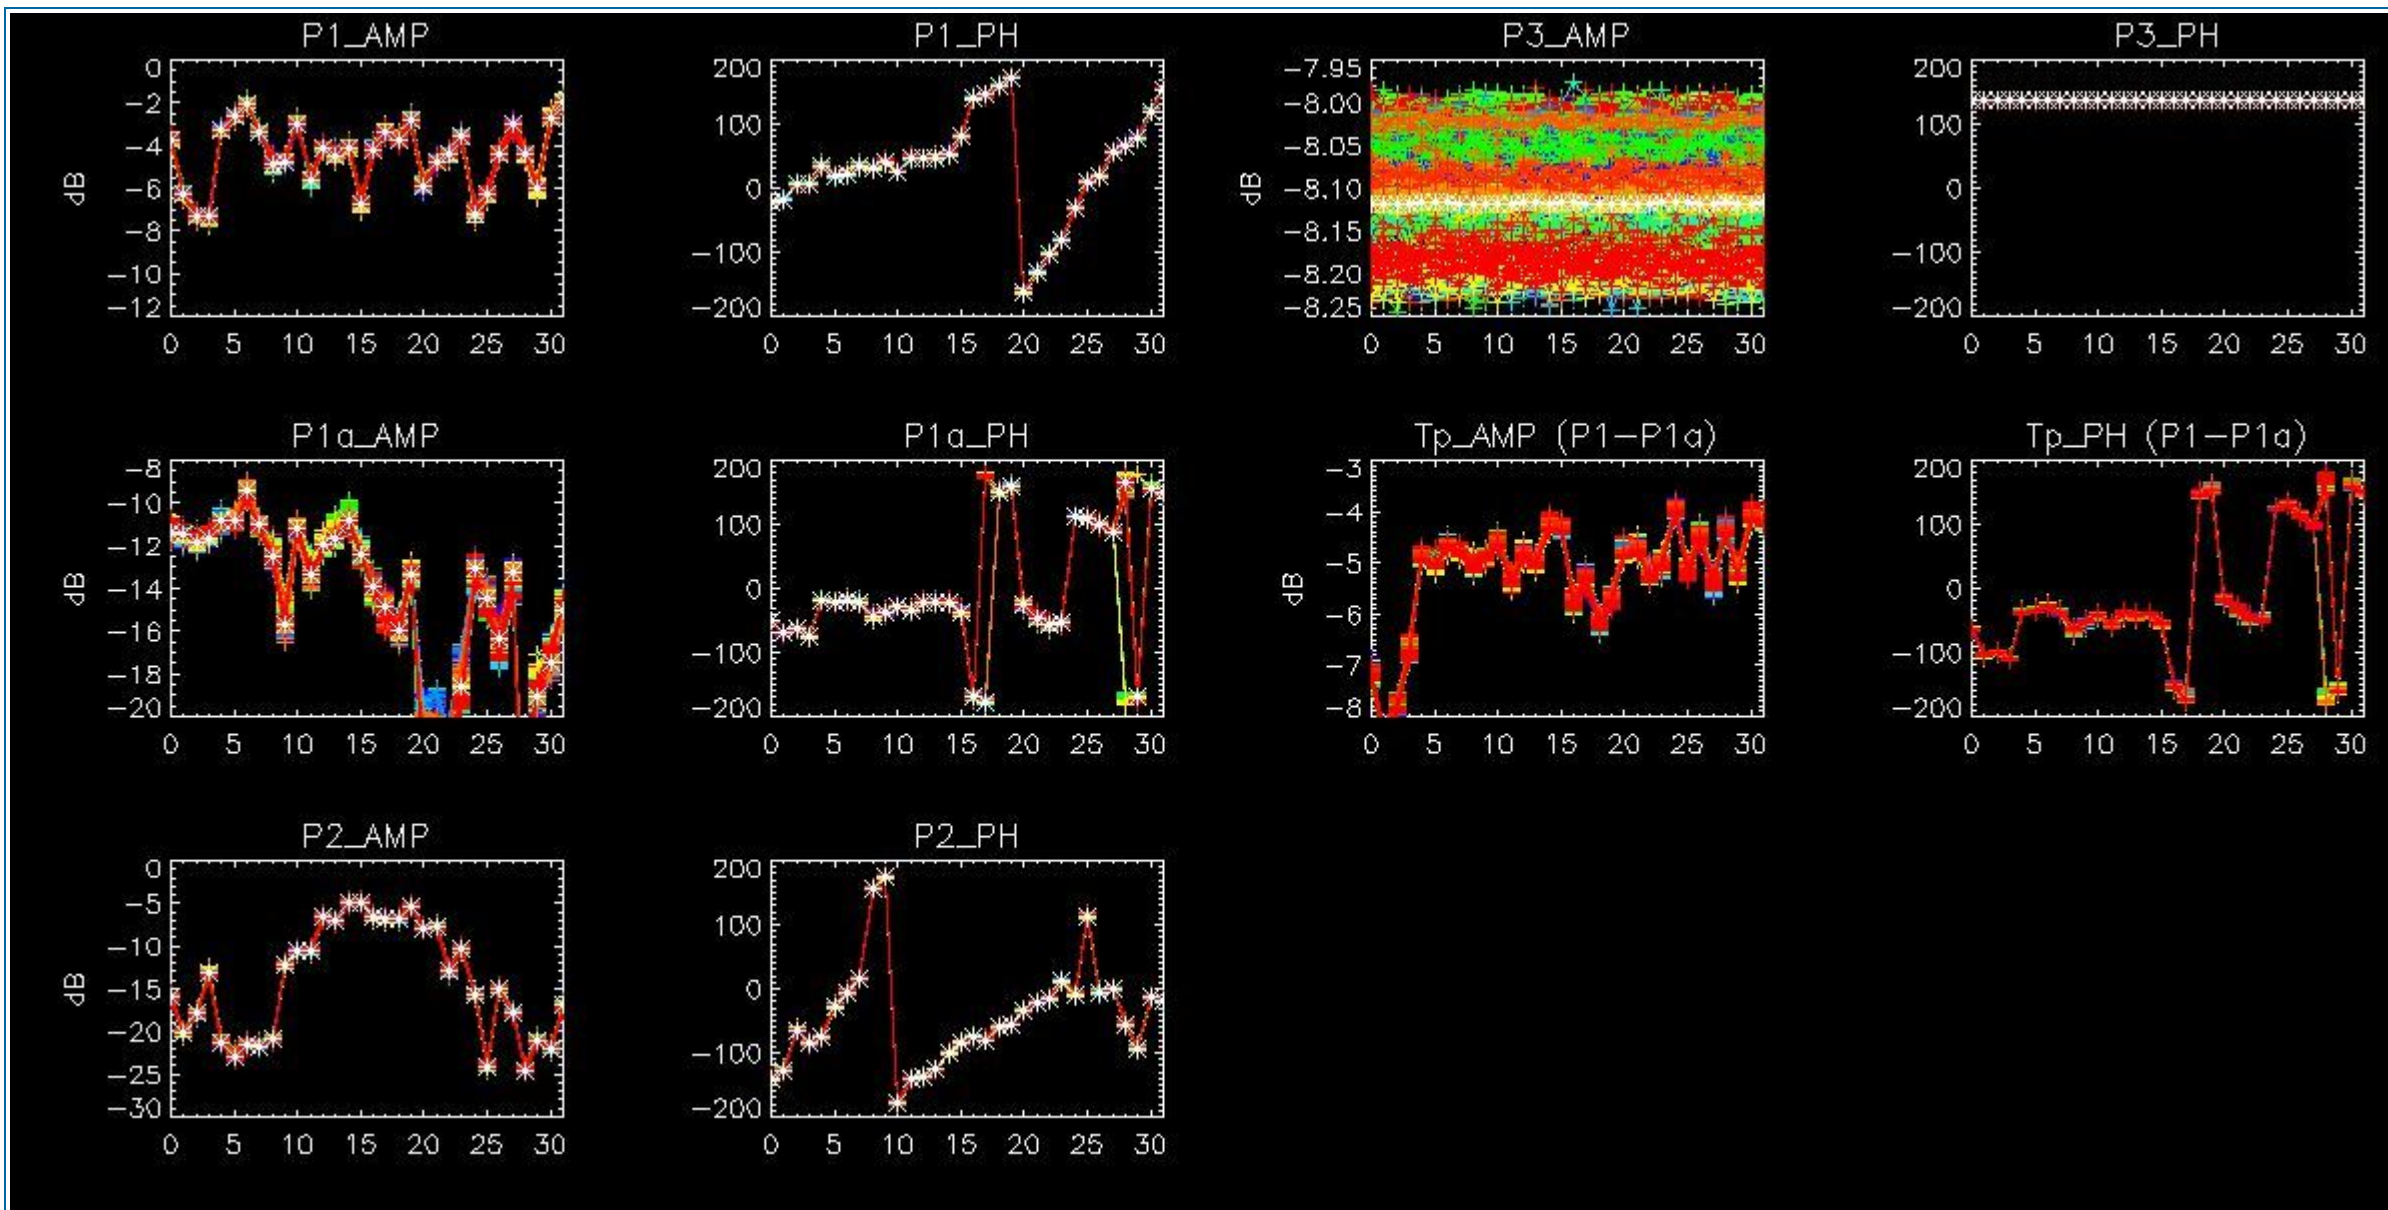 P1_AMP P1_PH P3_AMP P3_PH
0 200 −7.95 200
−2 100 −8.00 100
−4 0 −8.05 0
−6 −100 −8.10 −100
−8 −200 −8.15 −200
−10 −8.20
−12 −8.25
dB dB
0 5 10 15 20 25 30 0 5 10 15 20 25 30 0 5 10 15 20 25 30 0 5 10 15 20 25 30
P1a_AMP P1a_PH Tp_AMP (P1−P1a) Tp_PH (P1−P1a)
−8 200 −3 200
−10 100 −4 100
−12 0 −5 0
−14 −100 −6 −100
−16 −200 −7 −200
−18 −8
−20
dB dB
0 5 10 15 20 25 30 0 5 10 15 20 25 30 0 5 10 15 20 25 30 0 5 10 15 20 25 30
P2_AMP P2_PH
0 200
−5 100
−10 0
−15 −100
−20 −200
−25
−30
dB
0 5 10 15 20 25 30 0 5 10 15 20 25 30